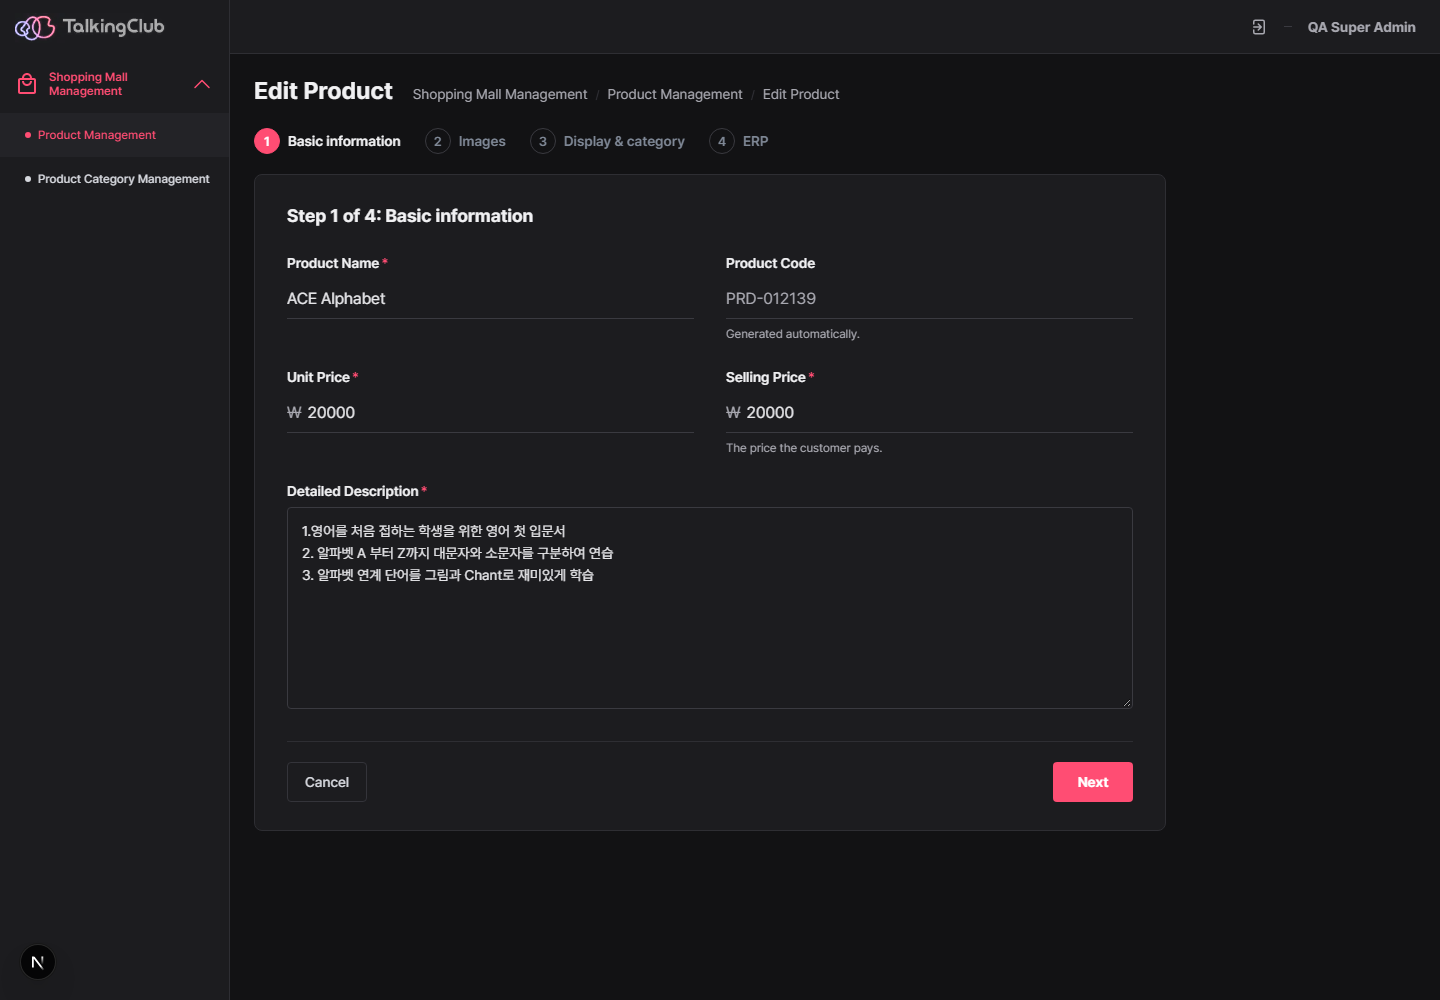 TalkingClub
QA Super Admin
Shopping Mall
Management
Product Management
Product Category Management
Edit Product
Shopping Mall Management / Product Management / Edit Product
1 Basic information
2 Images
3 Display & category
4 ERP
Step 1 of 4: Basic information
Product Name *
ACE Alphabet
Product Code
PRD-012139
Generated automatically.
Unit Price *
₩ 20000
Selling Price *
₩ 20000
The price the customer pays.
Detailed Description *
1.영어를 처음 접하는 학생을 위한 영어 첫 입문서
2. 알파벳 A 부터 Z까지 대문자와 소문자를 구분하여 연습
3. 알파벳 연계 단어를 그림과 Chant로 재미있게 학습
Cancel
Next
N